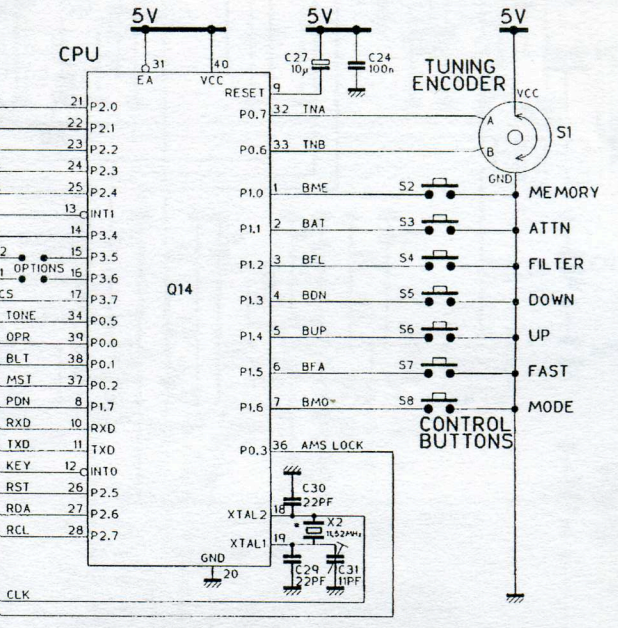 5V 5V 5V
CPU
31 40
EA VCC
C27 10µ
C24 100n
TUNING ENCODER
VCC
RESET 9
21 P2.0
P0.7 32 TNA
A
S1
22 P2.1
23 P2.2
P0.6 33 TNB
B
24 P2.3
GND
25 P2.4
P1.0 1 BME S2 MEMORY
13 INT1
14 P3.4
P1.1 2 BAT S3 ATTN
2 15 P3.5
OPTIONS
P1.2 3 BFL S4 FILTER
1 16 P3.6
CS 17 P3.7
Q14
P1.3 4 BDN S5 DOWN
TONE 34 P0.5
OPR 39 P0.0
P1.4 5 BUP S6 UP
BLT 38 P0.1
P1.5 6 BFA S7 FAST
MST 37 P0.2
PDN 8 P1.7
P1.6 7 BMO S8 MODE
RXD 10 RXD
CONTROL BUTTONS
TXD 11 TXD
P0.3 36 AMS LOCK
KEY 12 INT0
RST 26 P2.5
C30 22PF
RDA 27 P2.6
XTAL2 18
X2
11,52MHz
RCL 28 P2.7
XTAL1 19
GND
20
C29 22PF
C31 11PF
CLK